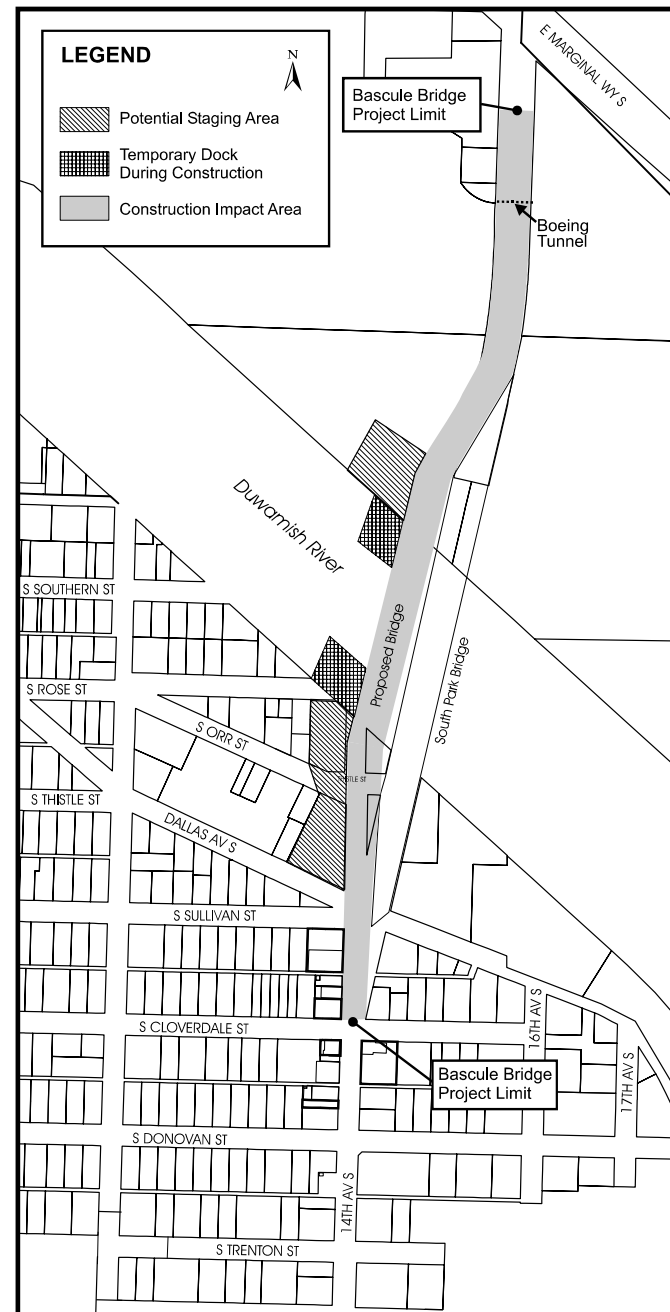 LEGEND
N
Potential Staging Area
Temporary Dock
During Construction
Construction Impact Area
E MARGINAL WY S
Bascule Bridge
Project Limit
Boeing
Tunnel
Duwamish River
Proposed Bridge
South Park Bridge
S SOUTHERN ST
S ROSE ST
S ORR ST
S THISTLE ST
DALLAS AV S
S SULLIVAN ST
S CLOVERDALE ST
Bascule Bridge
Project Limit
16TH AV S
17TH AV S
S DONOVAN ST
14TH AV S
S TRENTON ST